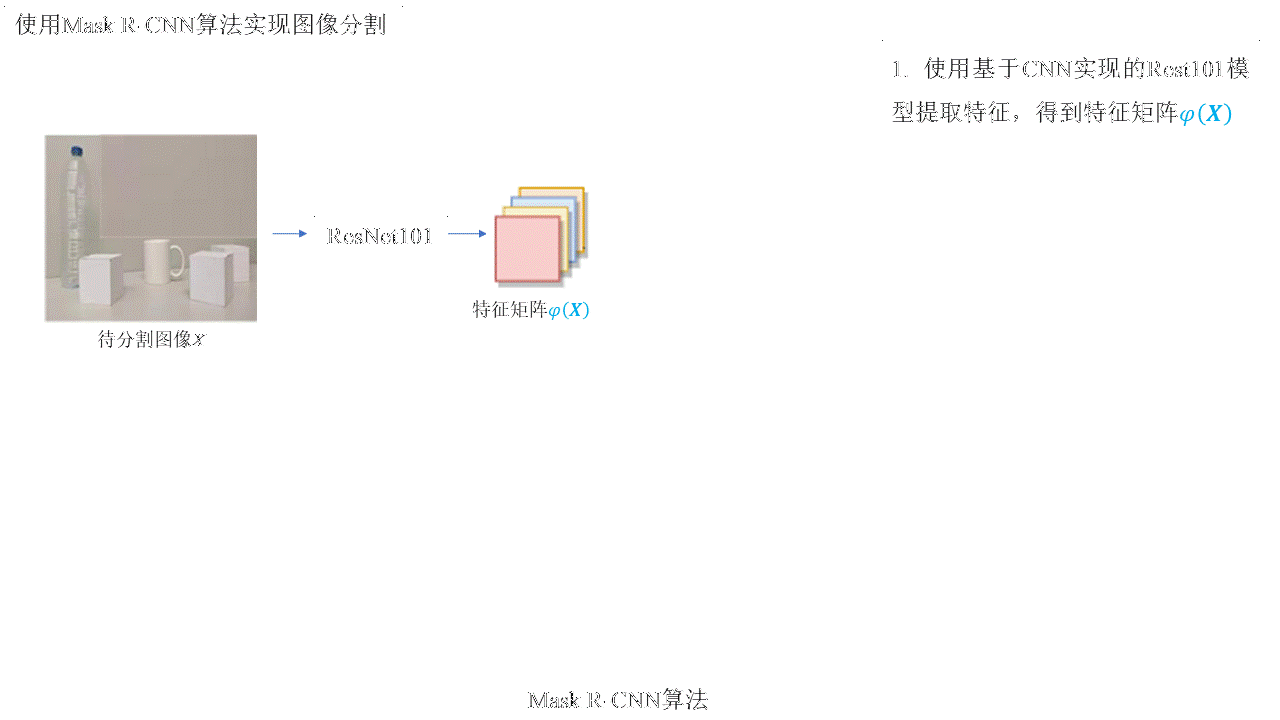 使用Mask R-CNN算法实现图像分割
1. 使用基于CNN实现的Rest101模
型提取特征，得到特征矩阵φ(X)
ResNet101
特征矩阵φ(X)
待分割图像X
Mask R-CNN算法